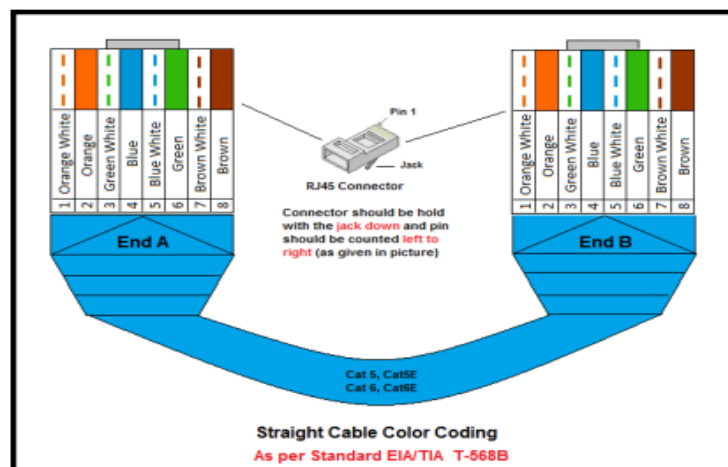 1 Orange White
2 Orange
3 Green White
4 Blue
5 Blue White
6 Green
7 Brown White
8 Brown
End A
Pin 1
Jack
RJ45 Connector
Connector should be hold
with the jack down and pin
should be counted left to
right (as given in picture)
1 Orange White
2 Orange
3 Green White
4 Blue
5 Blue White
6 Green
7 Brown White
8 Brown
End B
Cat 5, Cat5E
Cat 6, Cat6E
Straight Cable Color Coding
As per Standard EIA/TIA T-568B